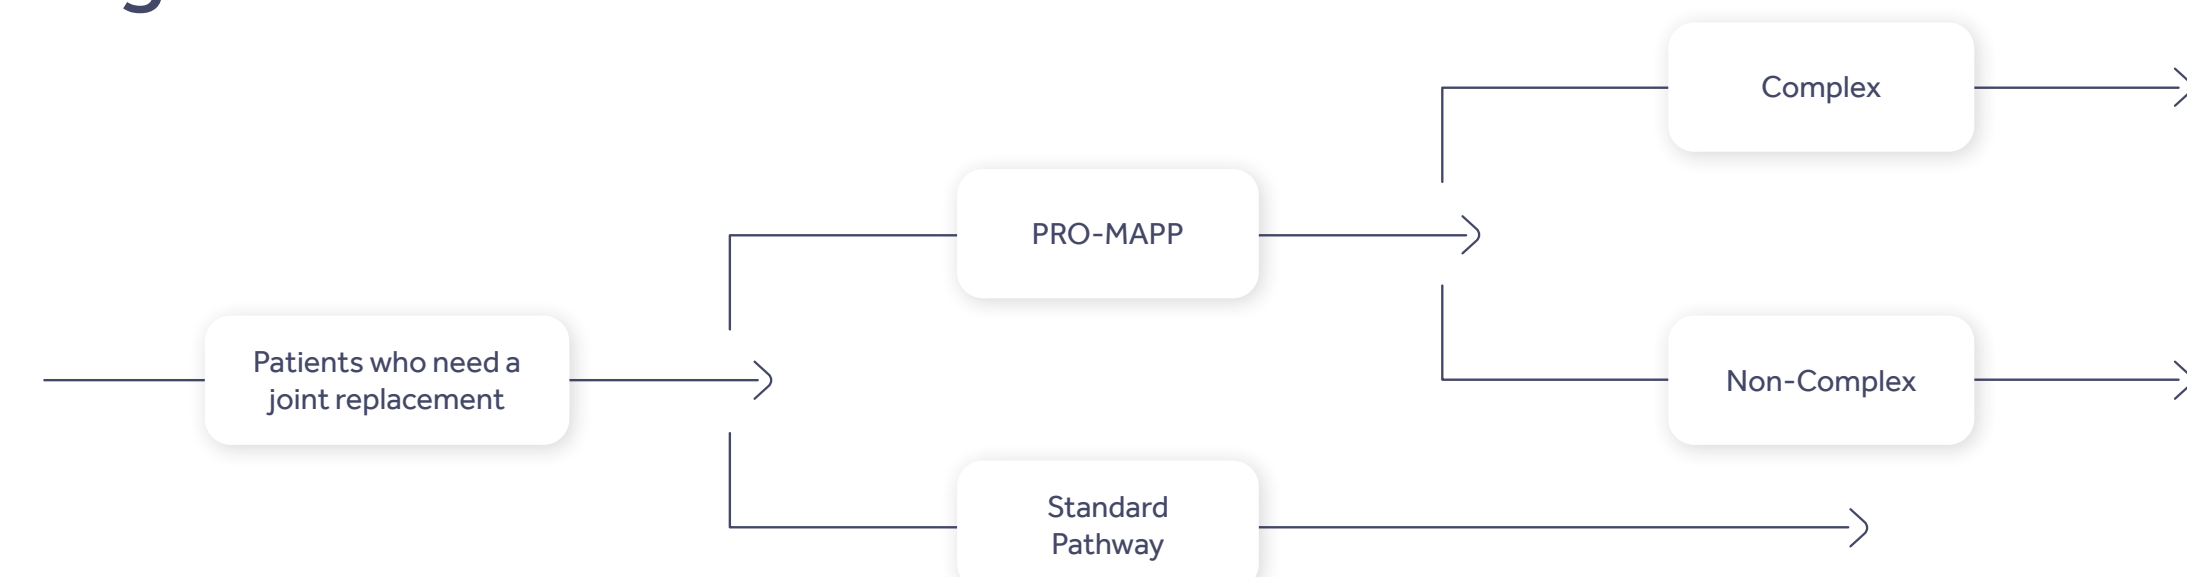 Complex
PRO-MAPP
Patients who need a
joint replacement
Non-Complex
Standard
Pathway